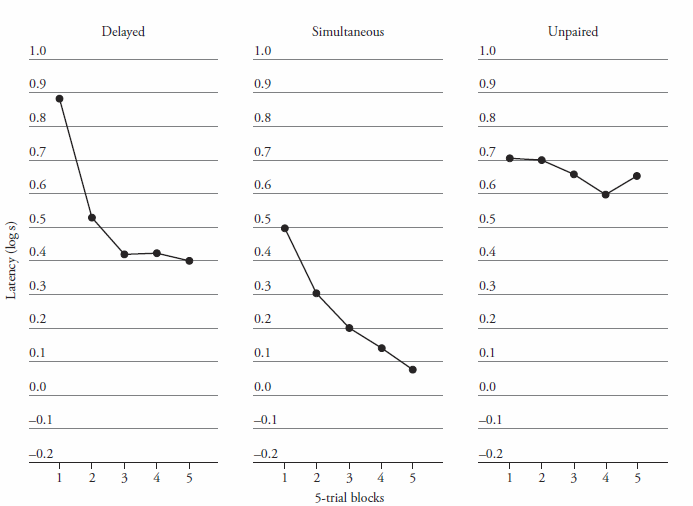 Delayed Simultaneous Unpaired
1.0 1.0 1.0
0.9 0.9 0.9
0.8 0.8 0.8
0.7 0.7 0.7
0.6 0.6 0.6
0.5 0.5 0.5
0.4 0.4 0.4
0.3 0.3 0.3
0.2 0.2 0.2
0.1 0.1 0.1
0.0 0.0 0.0
–0.1 –0.1 –0.1
–0.2 –0.2 –0.2
Latency (log s)
1 2 3 4 5 1 2 3 4 5 1 2 3 4 5
5-trial blocks